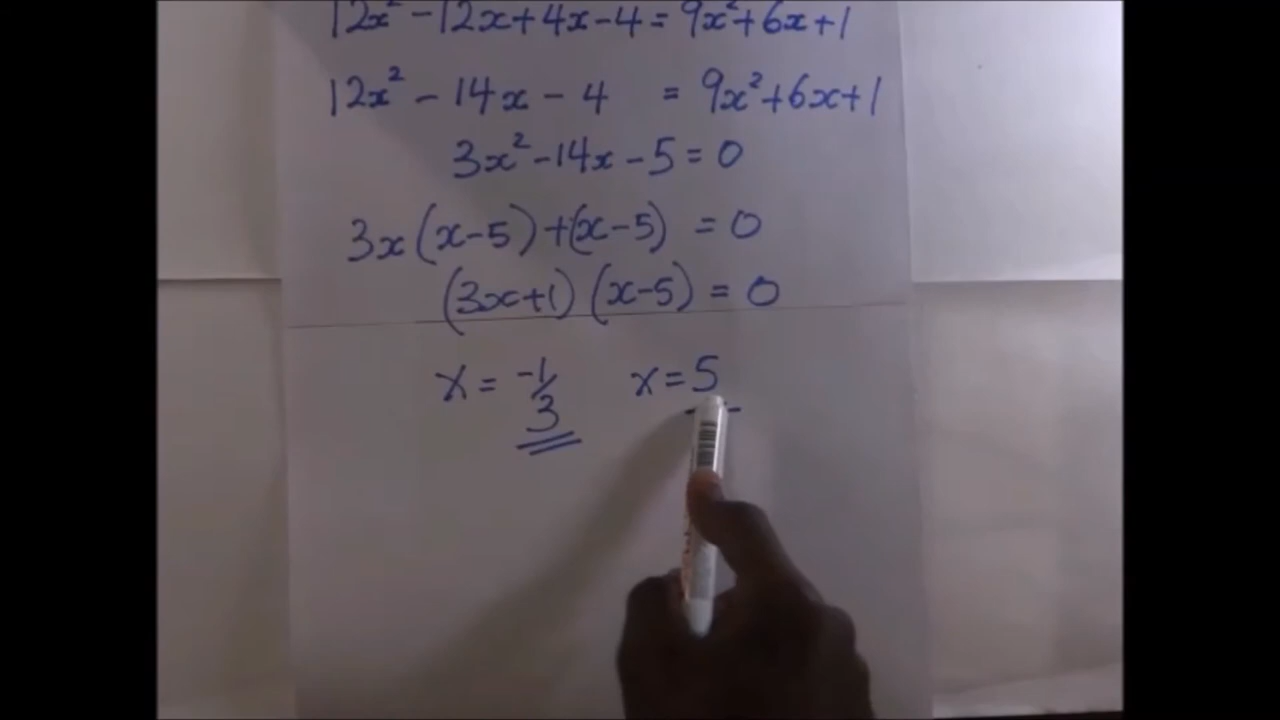 12x² - 12x + 4x - 4 = 9x² + 6x + 1
12x² - 14x - 4 = 9x² + 6x + 1
3x² - 14x - 5 = 0
3x(x-5) + (x-5) = 0
(3x+1)(x-5) = 0
x = -1/3 x = 5